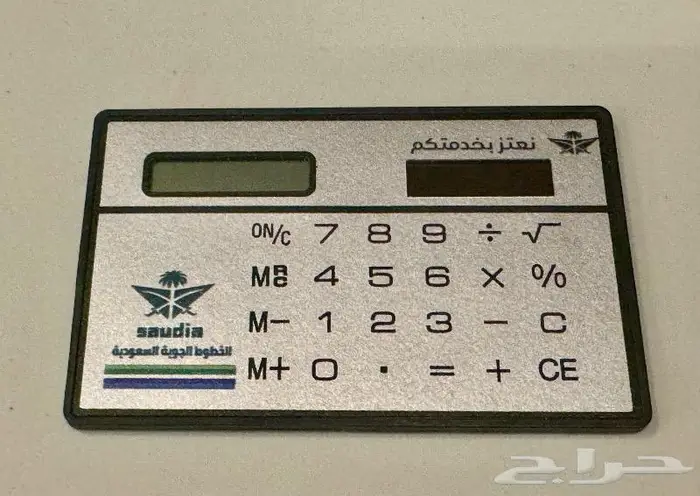 نعتز بخدمتكم
ON/C 7 8 9 ÷ √
MRC 4 5 6 × %
M− 1 2 3 − C
M+ 0 . = + CE
saudia
الخطوط الجوية السعودية
حراج